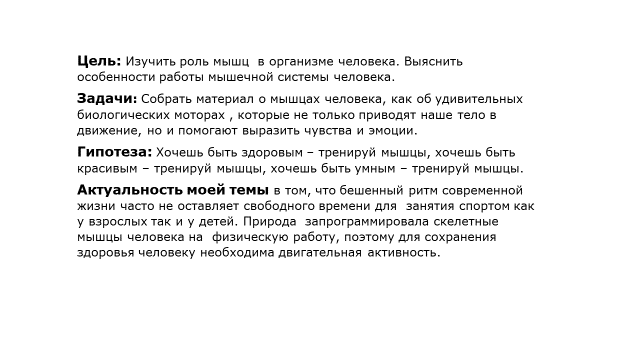 Цель: Изучить роль мышц  в организме человека. Выяснить
особенности работы мышечной системы человека.
Задачи: Собрать материал о мышцах человека, как об удивительных
биологических моторах , которые не только приводят наше тело в
движение, но и помогают выразить чувства и эмоции.
Гипотеза: Хочешь быть здоровым – тренируй мышцы, хочешь быть
красивым – тренируй мышцы, хочешь быть умным – тренируй мышцы.
Актуальность моей темы в том, что бешенный ритм современной
жизни часто не оставляет свободного времени для  занятия спортом как
у взрослых так и у детей. Природа  запрограммировала скелетные
мышцы человека на  физическую работу, поэтому для сохранения
здоровья человеку необходима двигательная активность.